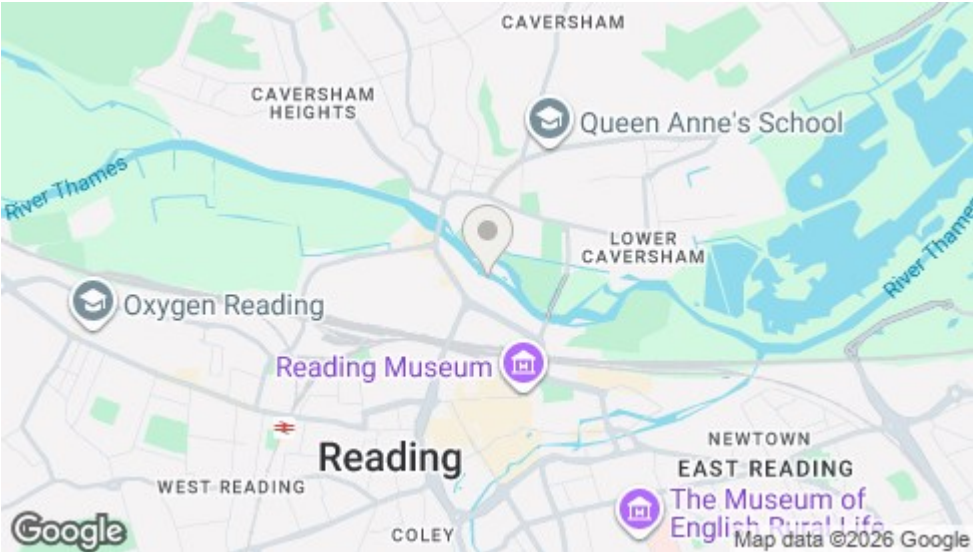 CAVERSHAM
CAVERSHAM
HEIGHTS
Queen Anne's School
River Thames
LOWER
CAVERSHAM
River Thames
Oxygen Reading
Reading Museum
NEWTOWN
Reading
EAST READING
WEST READING
The Museum of
English Rural Life
COLEY
Google
Map data ©2026 Google